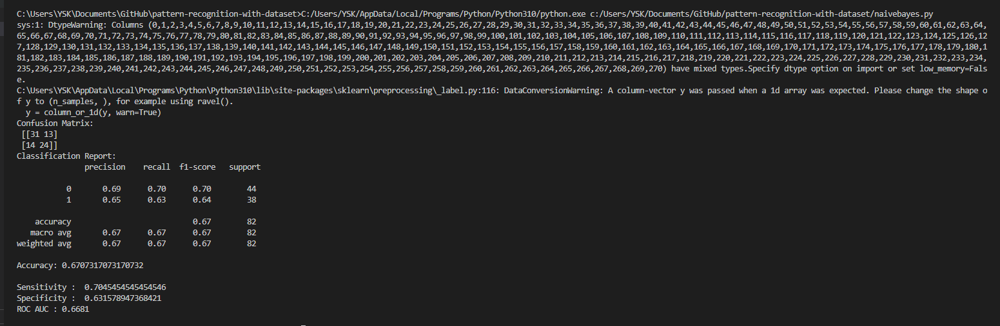 C:\Users\YSK\Documents\GitHub\pattern-recognition-with-dataset>C:/Users/YSK/AppData/Local/Programs/Python/Python310/python.exe c:/Users/YSK/Documents/GitHub/pattern-recognition-with-dataset/naivebayes.py
sys:1: DtypeWarning: Columns (0,1,2,3,4,5,6,7,8,9,10,11,12,13,14,15,16,17,18,19,20,21,22,23,24,25,26,27,28,29,30,31,32,33,34,35,36,37,38,39,40,41,42,43,44,45,46,47,48,49,50,51,52,53,54,55,56,57,58,59,60,61,62,63,64,
65,66,67,68,69,70,71,72,73,74,75,76,77,78,79,80,81,82,83,84,85,86,87,88,89,90,91,92,93,94,95,96,97,98,99,100,101,102,103,104,105,106,107,108,109,110,111,112,113,114,115,116,117,118,119,120,121,122,123,124,125,126,12
7,128,129,130,131,132,133,134,135,136,137,138,139,140,141,142,143,144,145,146,147,148,149,150,151,152,153,154,155,156,157,158,159,160,161,162,163,164,165,166,167,168,169,170,171,172,173,174,175,176,177,178,179,180,1
81,182,183,184,185,186,187,188,189,190,191,192,193,194,195,196,197,198,199,200,201,202,203,204,205,206,207,208,209,210,211,212,213,214,215,216,217,218,219,220,221,222,223,224,225,226,227,228,229,230,231,232,233,234,
235,236,237,238,239,240,241,242,243,244,245,246,247,248,249,250,251,252,253,254,255,256,257,258,259,260,261,262,263,264,265,266,267,268,269,270) have mixed types.Specify dtype option on import or set low_memory=Fals
e.
C:\Users\YSK\AppData\Local\Programs\Python\Python310\lib\site-packages\sklearn\preprocessing\_label.py:116: DataConversionWarning: A column-vector y was passed when a 1d array was expected. Please change the shape o
f y to (n_samples, ), for example using ravel().
  y = column_or_1d(y, warn=True)
Confusion Matrix:
 [[31 13]
 [14 24]]
Classification Report:
               precision    recall  f1-score   support
           0       0.69      0.70      0.70        44
           1       0.65      0.63      0.64        38
    accuracy                           0.67        82
   macro avg       0.67      0.67      0.67        82
weighted avg       0.67      0.67      0.67        82
Accuracy: 0.6707317073170732
Sensitivity :  0.7045454545454546
Specificity :  0.631578947368421
ROC AUC : 0.6681